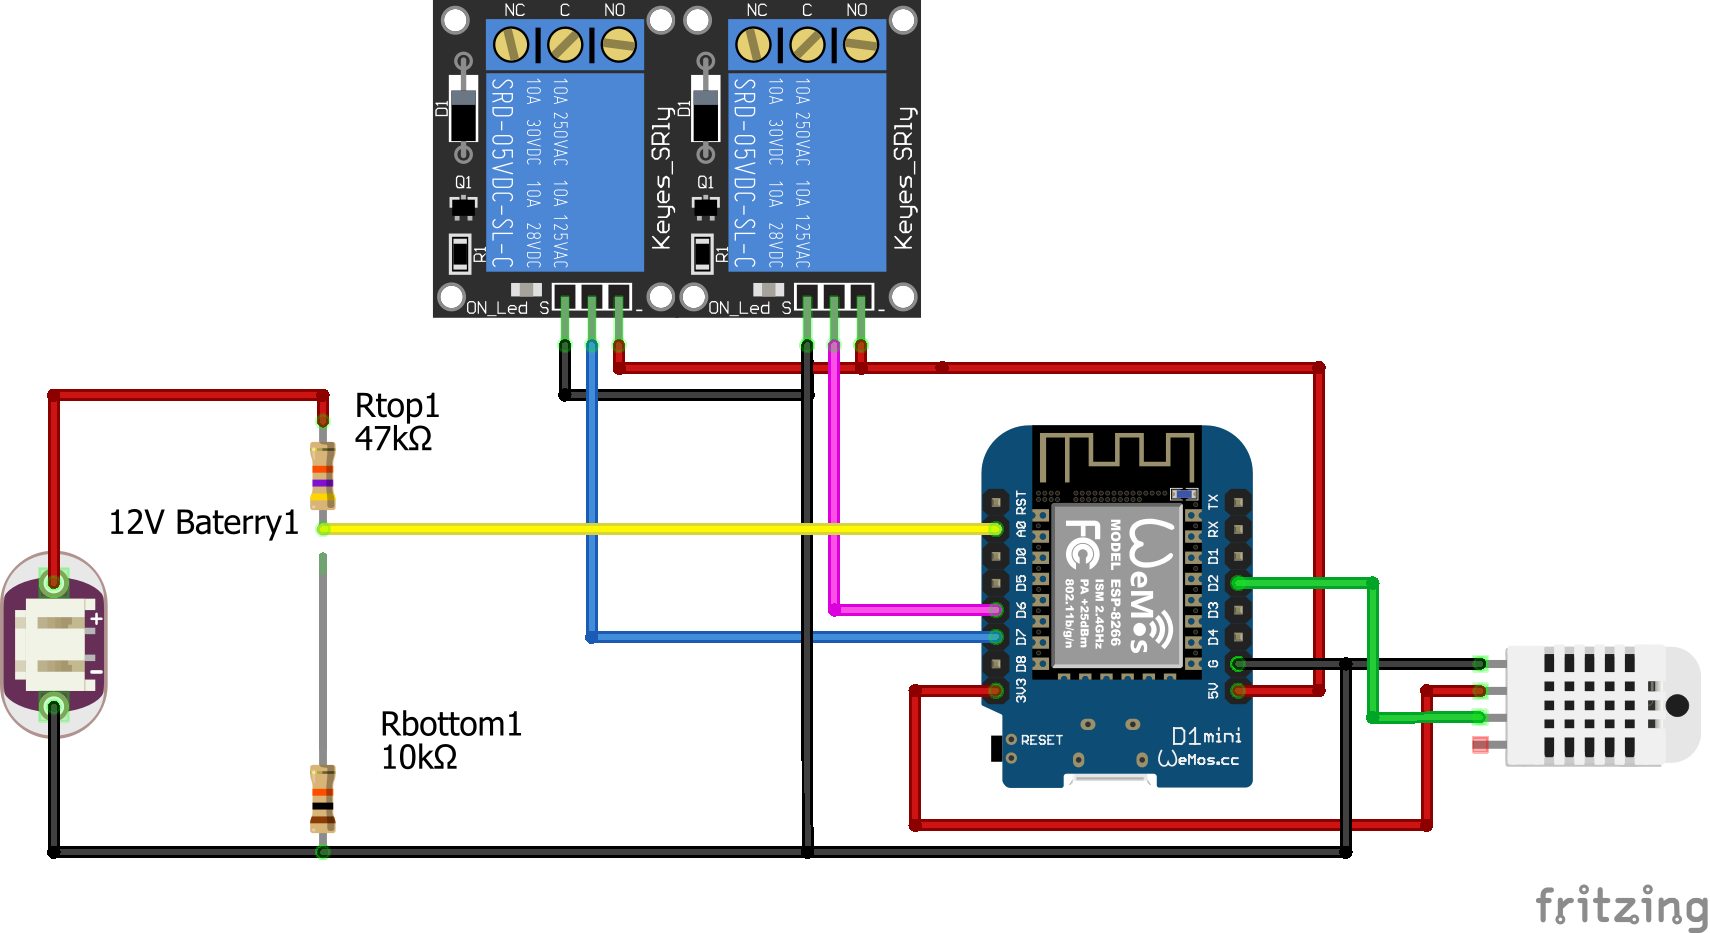 NC C NO
NC C NO
D1
SRD-05VDC-SL-C
10A 30VDC 10A 28VDC
10A 250VAC 10A 125VAC
Keyes_SRly
Q1
R1
ON_Led S -
D1
SRD-05VDC-SL-C
10A 30VDC 10A 28VDC
10A 250VAC 10A 125VAC
Keyes_SRly
Q1
R1
ON_Led S -
Rtop1
47kΩ
12V Baterry1
+
-
Rbottom1
10kΩ
RST
A0
D0
D5
D6
D7
D8
3V3
TX
RX
D1
D2
D3
D4
G
5V
WeMos
MODEL ESP-8266
ISM 2.4GHz
PA +25dBm
802.11b/g/n
FC
RESET
D1mini
WeMos.cc
fritzing